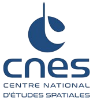 cnes
CENTRE NATIONAL
D'ÉTUDES SPATIALES